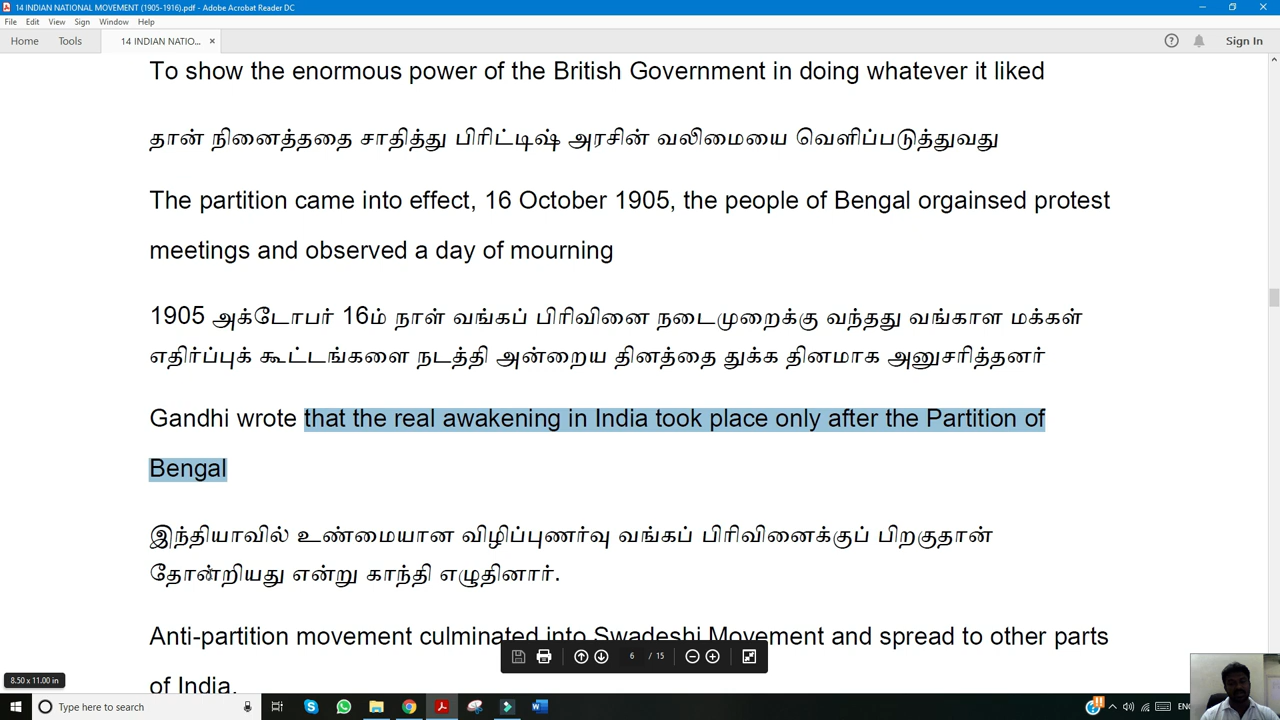 14 INDIAN NATIONAL MOVEMENT (1905-1916).pdf - Adobe Acrobat Reader DC
File Edit View Sign Window Help
Home Tools 14 INDIAN NATIO... × Sign In
To show the enormous power of the British Government in doing whatever it liked
தான் நினைத்ததை சாதித்து பிரிட்டிஷ் அரசின் வலிமையை வெளிப்படுத்துவது
The partition came into effect, 16 October 1905, the people of Bengal orgainsed protest
meetings and observed a day of mourning
1905 அக்டோபர் 16ம் நாள் வங்கப் பிரிவினை நடைமுறைக்கு வந்தது வங்காள மக்கள்
எதிர்ப்புக் கூட்டங்களை நடத்தி அன்றைய தினத்தை துக்க தினமாக அனுசரித்தனர்
Gandhi wrote that the real awakening in India took place only after the Partition of
Bengal
இந்தியாவில் உண்மையான விழிப்புணர்வு வங்கப் பிரிவினைக்குப் பிறகுதான்
தோன்றியது என்று காந்தி எழுதினார்.
Anti-partition movement culminated into Swadeshi Movement and spread to other parts
of India.
6 / 15
8.50 x 11.00 in
Type here to search